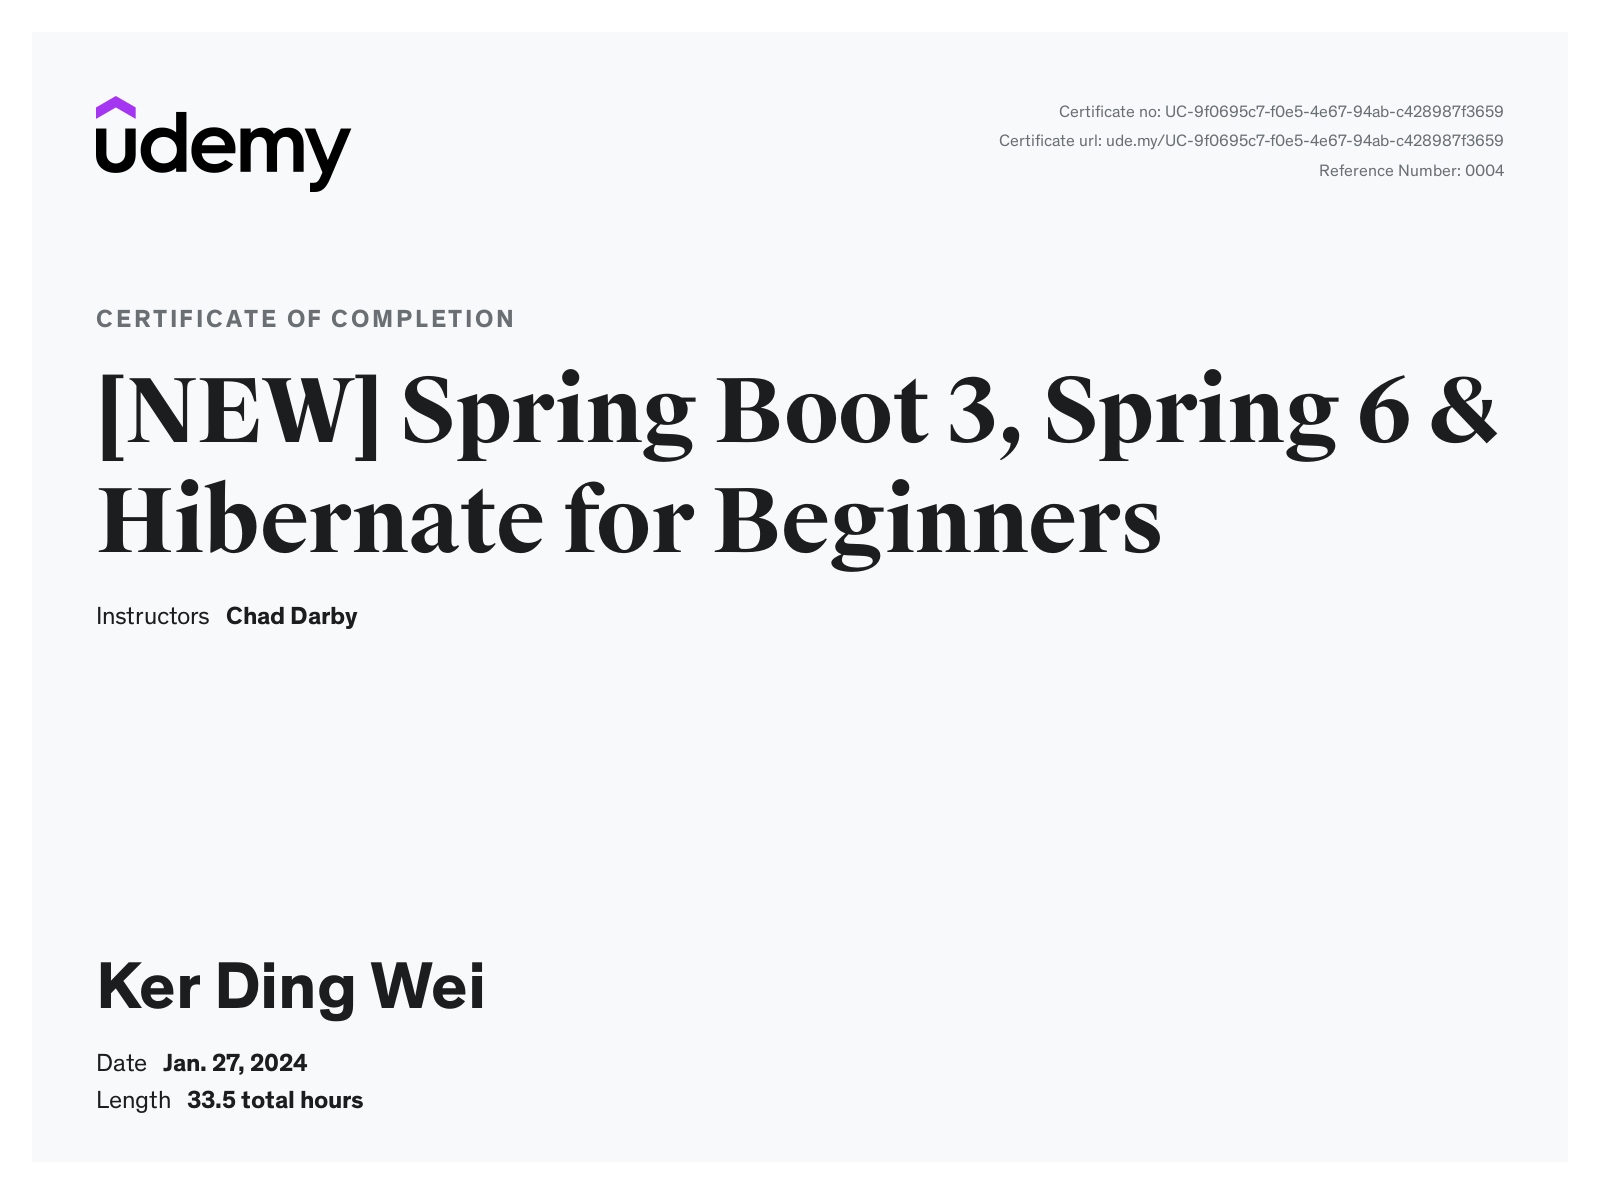 udemy
Certificate no: UC-9f0695c7-f0e5-4e67-94ab-c428987f3659
Certificate url: ude.my/UC-9f0695c7-f0e5-4e67-94ab-c428987f3659
Reference Number: 0004
CERTIFICATE OF COMPLETION
[NEW] Spring Boot 3, Spring 6 &
Hibernate for Beginners
Instructors Chad Darby
Ker Ding Wei
Date Jan. 27, 2024
Length 33.5 total hours